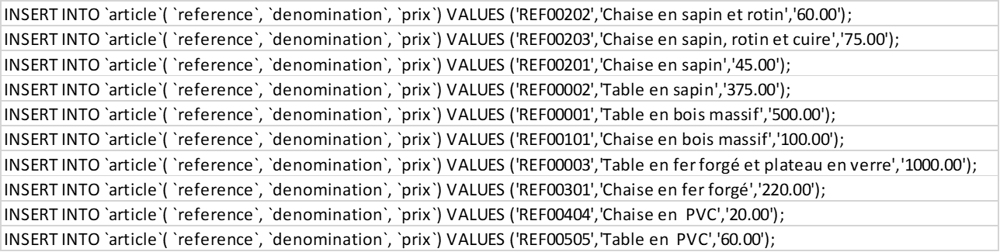 INSERT INTO `article`( `reference`, `denomination`, `prix`) VALUES ('REF00202','Chaise en sapin et rotin','60.00');
INSERT INTO `article`( `reference`, `denomination`, `prix`) VALUES ('REF00203','Chaise en sapin, rotin et cuire','75.00');
INSERT INTO `article`( `reference`, `denomination`, `prix`) VALUES ('REF00201','Chaise en sapin','45.00');
INSERT INTO `article`( `reference`, `denomination`, `prix`) VALUES ('REF00002','Table en sapin','375.00');
INSERT INTO `article`( `reference`, `denomination`, `prix`) VALUES ('REF00001','Table en bois massif','500.00');
INSERT INTO `article`( `reference`, `denomination`, `prix`) VALUES ('REF00101','Chaise en bois massif','100.00');
INSERT INTO `article`( `reference`, `denomination`, `prix`) VALUES ('REF00003','Table en fer forgé et plateau en verre','1000.00');
INSERT INTO `article`( `reference`, `denomination`, `prix`) VALUES ('REF00301','Chaise en fer forgé','220.00');
INSERT INTO `article`( `reference`, `denomination`, `prix`) VALUES ('REF00404','Chaise en  PVC','20.00');
INSERT INTO `article`( `reference`, `denomination`, `prix`) VALUES ('REF00505','Table en  PVC','60.00');